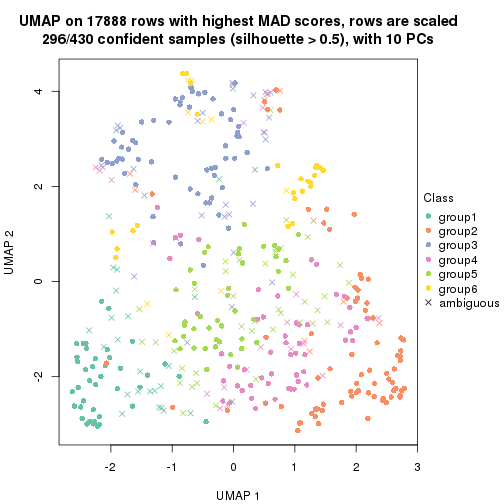 UMAP on 17888 rows with highest MAD scores, rows are scaled
296/430 confident samples (silhouette > 0.5), with 10 PCs
4
2
0
-2
UMAP 2
-2
-1
0
1
2
3
UMAP 1
Class
group1
group2
group3
group4
group5
group6
ambiguous